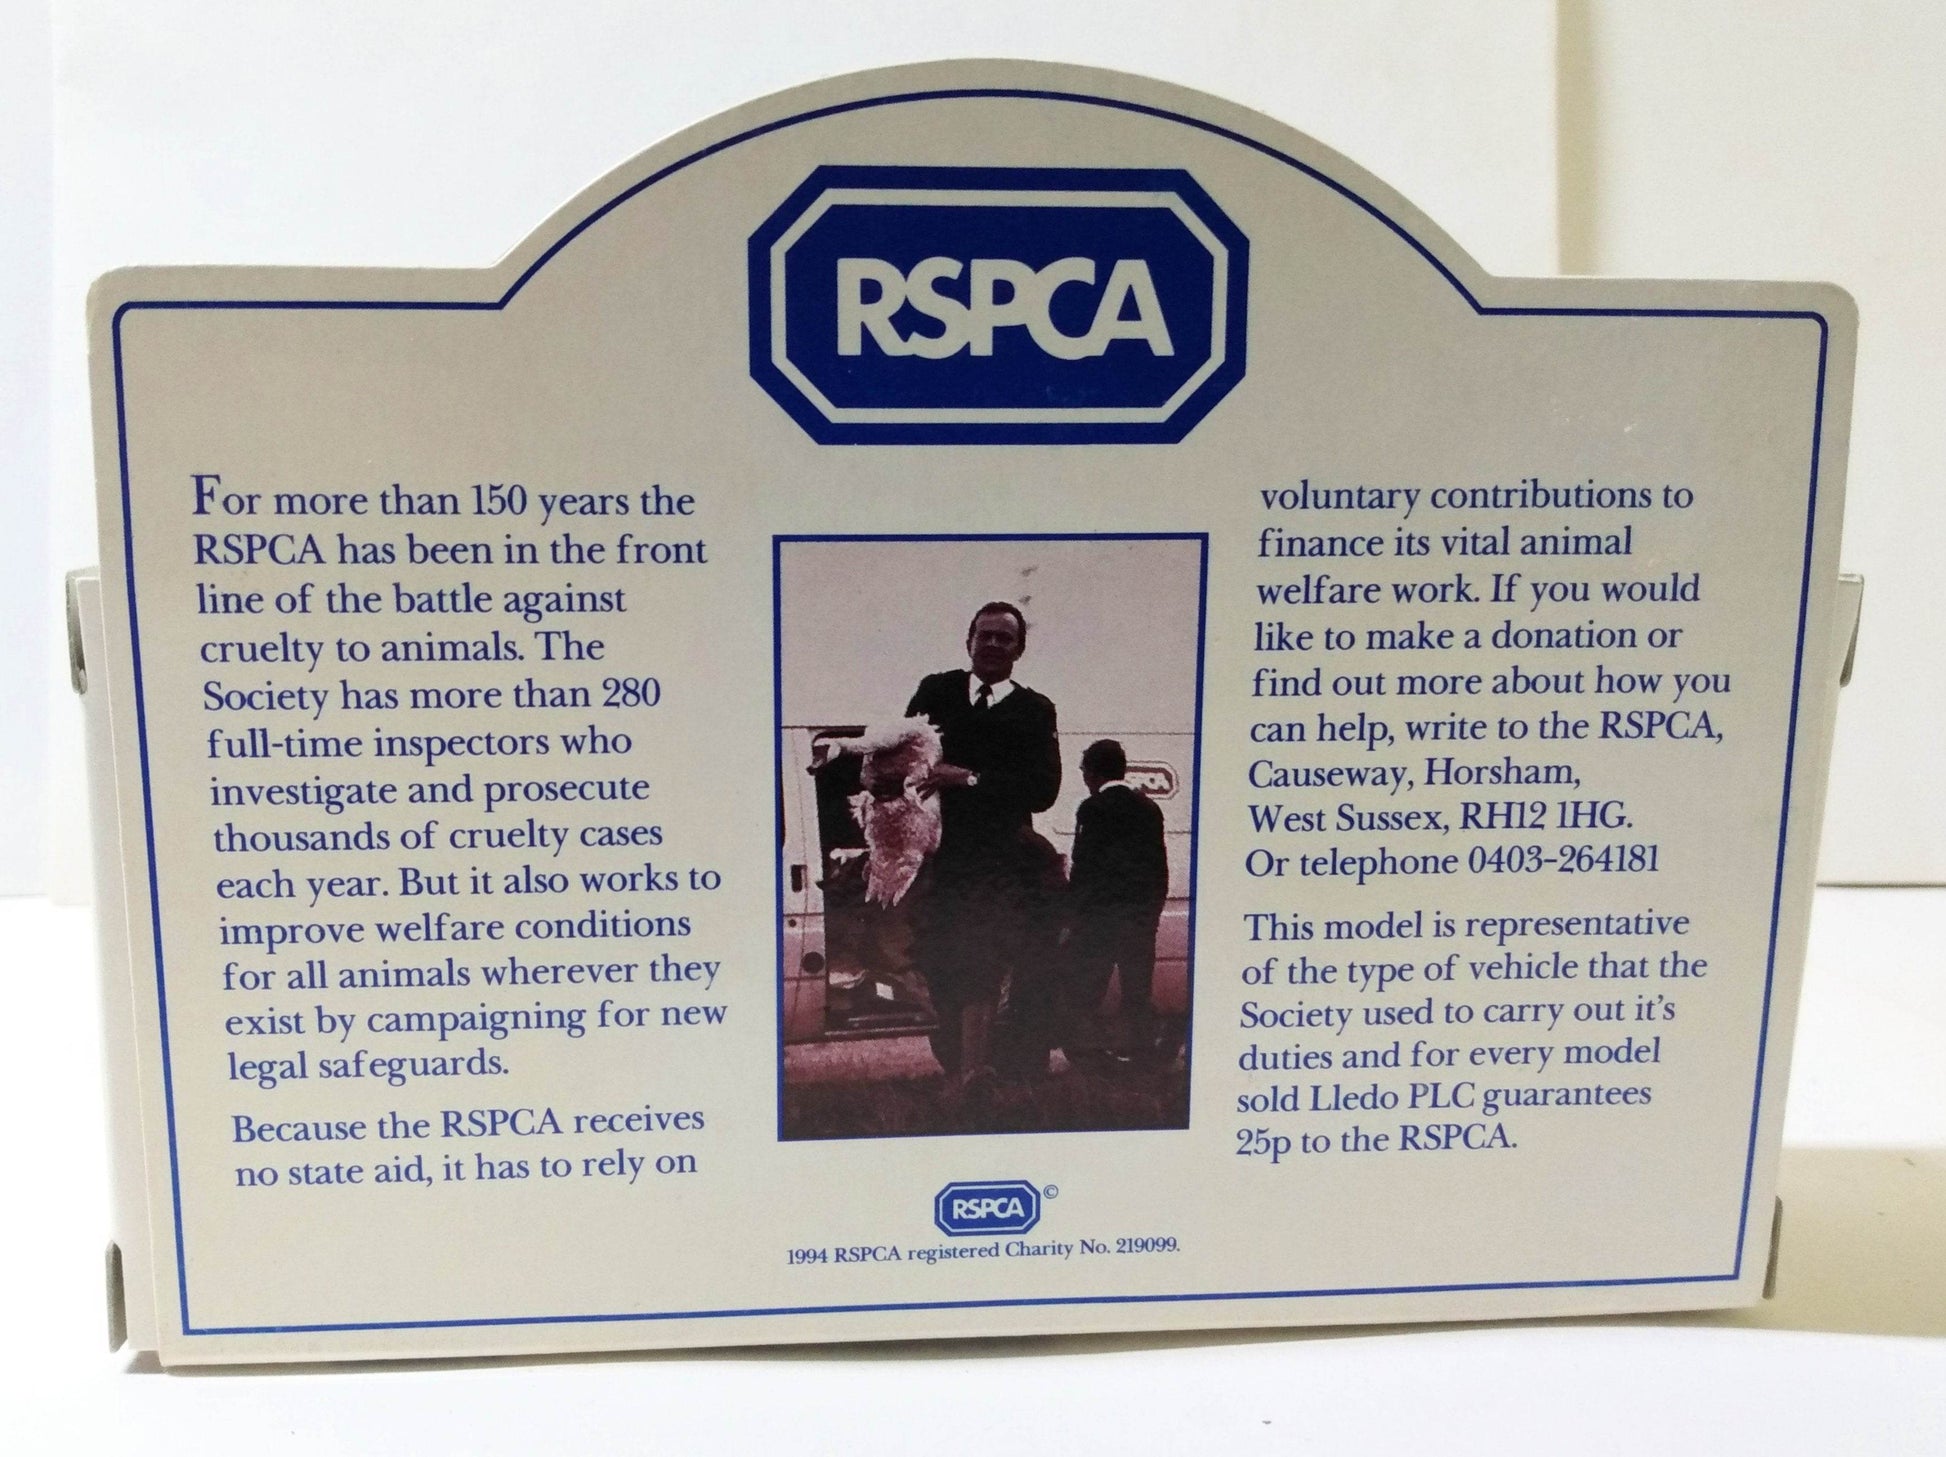 RSPCA
For more than 150 years the
RSPCA has been in the front
line of the battle against
cruelty to animals. The
Society has more than 280
full-time inspectors who
investigate and prosecute
thousands of cruelty cases
each year. But it also works to
improve welfare conditions
for all animals wherever they
exist by campaigning for new
legal safeguards.
Because the RSPCA receives
no state aid, it has to rely on
voluntary contributions to
finance its vital animal
welfare work. If you would
like to make a donation or
find out more about how you
can help, write to the RSPCA,
Causeway, Horsham,
West Sussex, RH12 1HG.
Or telephone 0403-264181
This model is representative
of the type of vehicle that the
Society used to carry out it's
duties and for every model
sold Lledo PLC guarantees
25p to the RSPCA.
RSPCA ©
1994 RSPCA registered Charity No. 219099.